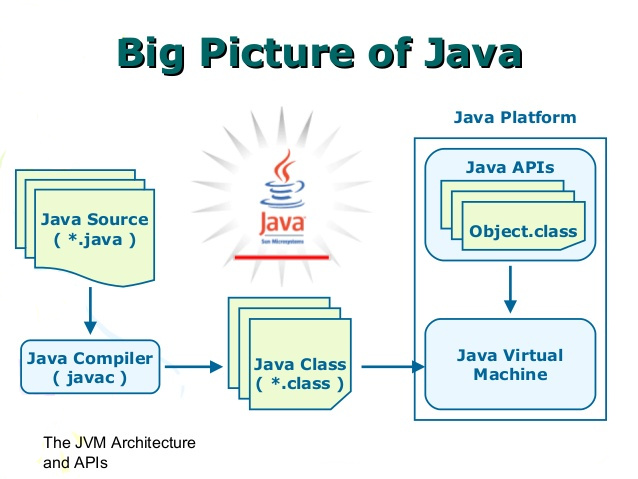 Big Picture of Java
Java Platform
Java APIs
Object.class
Java Source
( *.java )
Java
Sun Microsystems
Java Compiler
( javac )
Java Class
( *.class )
Java Virtual
Machine
The JVM Architecture
and APIs